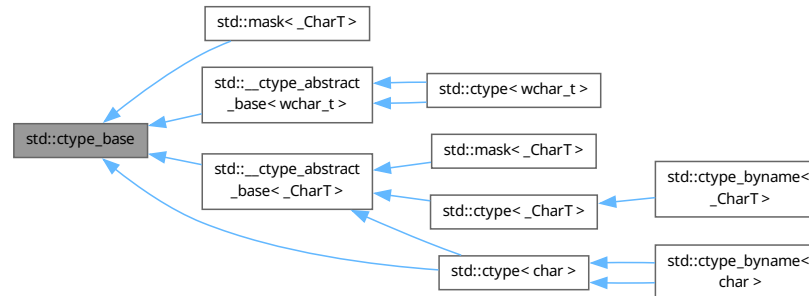 std::mask< _CharT >
std::__ctype_abstract
_base< wchar_t >
std::ctype< wchar_t >
std::ctype_base
std::mask< _CharT >
std::__ctype_abstract
_base< _CharT >
std::ctype< _CharT >
std::ctype_byname<
_CharT >
std::ctype< char >
std::ctype_byname<
char >